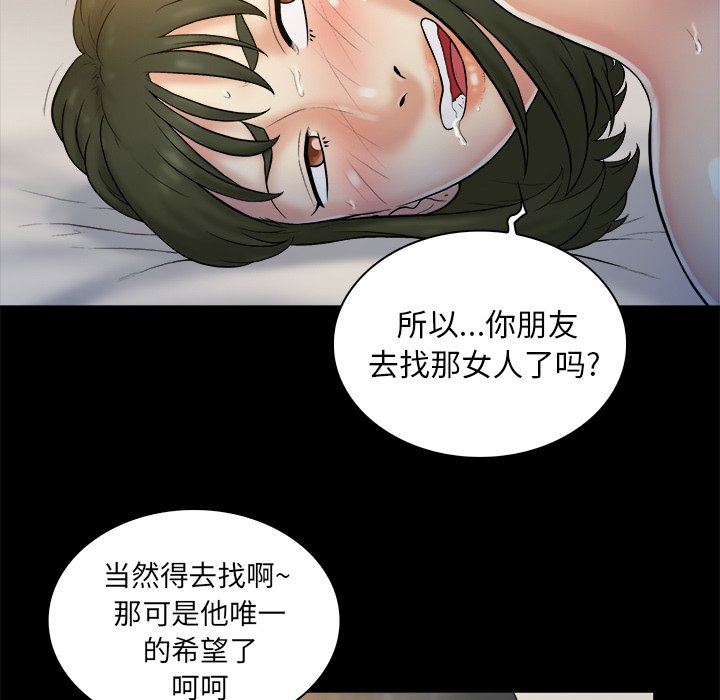 所以...你朋友
去找那女人了吗?
当然得去找啊~
那可是他唯一
的希望了
呵呵